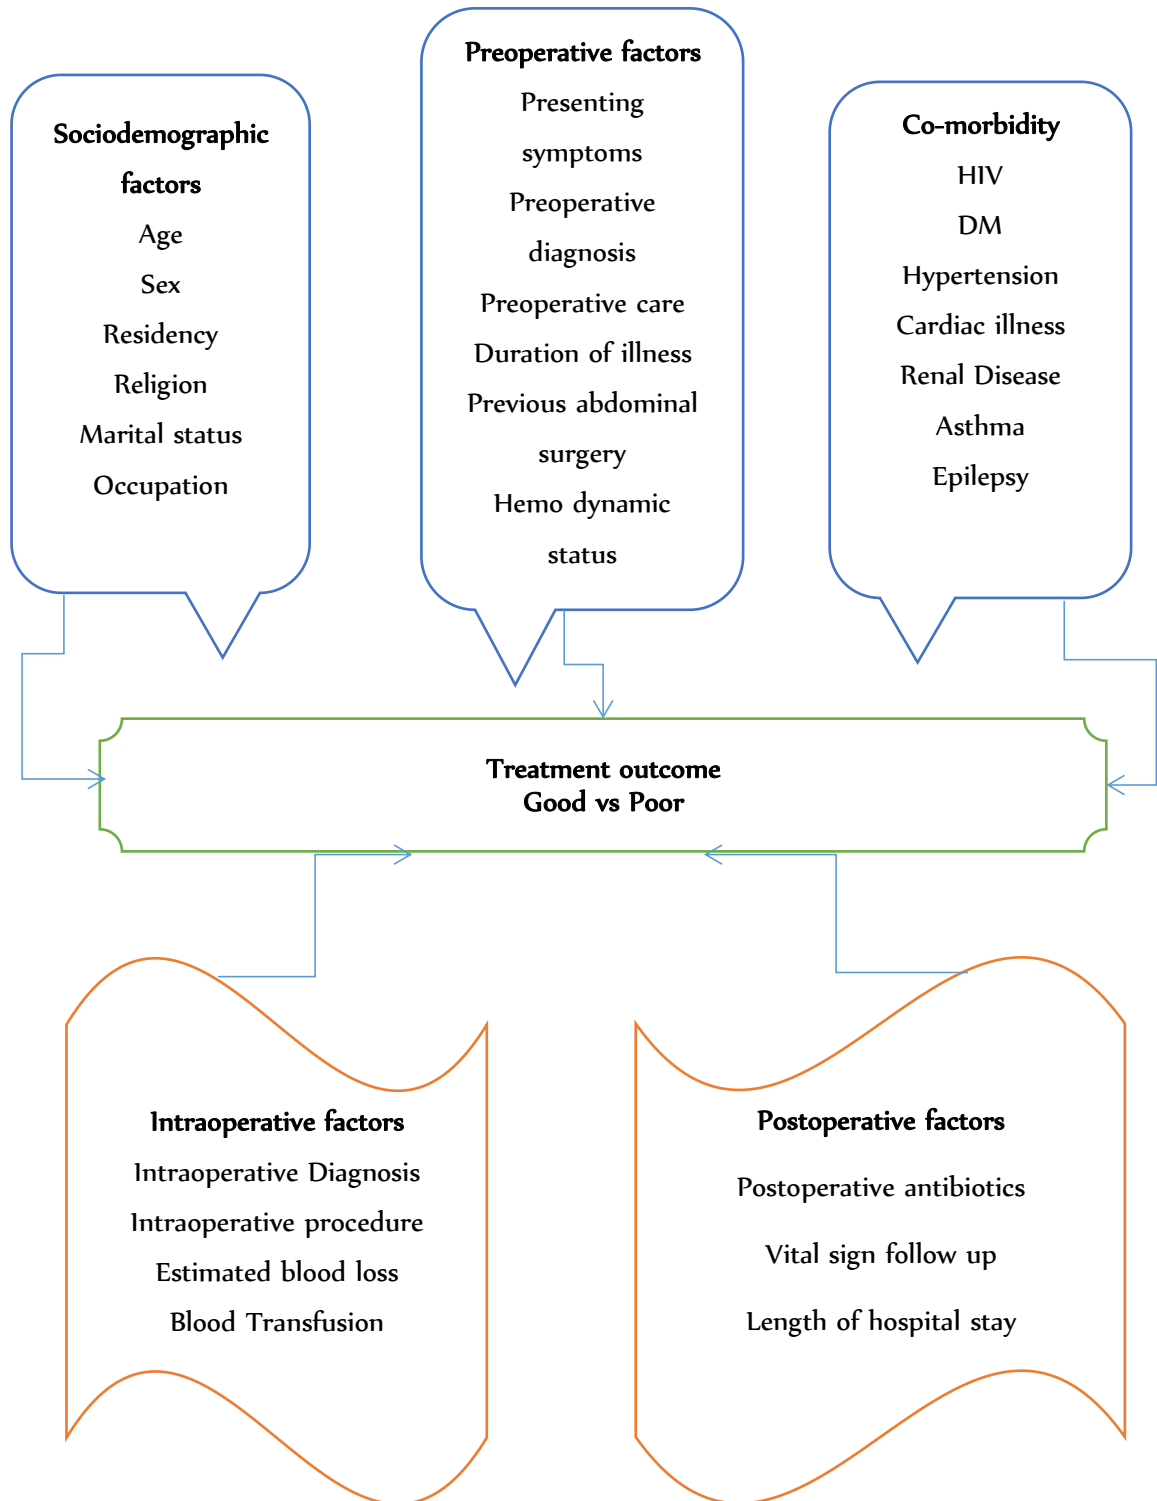 Sociodemographic
factors
Age
Sex
Residency
Religion
Marital status
Occupation
Preoperative factors
Presenting
symptoms
Preoperative
diagnosis
Preoperative care
Duration of illness
Previous abdominal
surgery
Hemo dynamic
status
Co-morbidity
HIV
DM
Hypertension
Cardiac illness
Renal Disease
Asthma
Epilepsy
Treatment outcome
Good vs Poor
Intraoperative factors
Intraoperative Diagnosis
Intraoperative procedure
Estimated blood loss
Blood Transfusion
Postoperative factors
Postoperative antibiotics
Vital sign follow up
Length of hospital stay